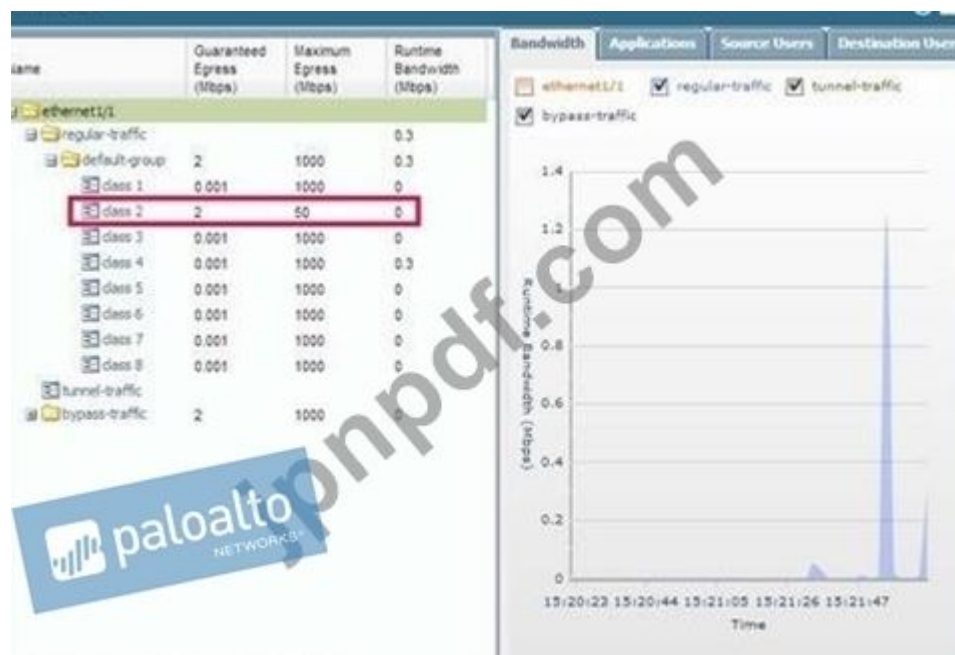 Guaranteed Egress (Mbps)
Maximum Egress (Mbps)
Runtime Bandwidth (Mbps)
ethernet1/1
regular-traffic 0.3
default-group 2 1000 0.3
class 1 0.001 1000 0
class 2 2 50 0
class 3 0.001 1000 0
class 4 0.001 1000 0.3
class 5 0.001 1000 0
class 6 0.001 1000 0
class 7 0.001 1000 0
class 8 0.001 1000 0
tunnel-traffic
bypass-traffic 2 1000
paloalto
NETWORKS
Bandwidth Applications Source Users Destination
ethernet1/1 regular-traffic tunnel-traffic
bypass-traffic
1.4
1.2
1
0.8
0.6
0.4
0.2
0
Runtime Bandwidth (Mbps)
15:20:23 15:20:44 15:21:05 15:21:26 15:21:47
Time
jpnpdf.com